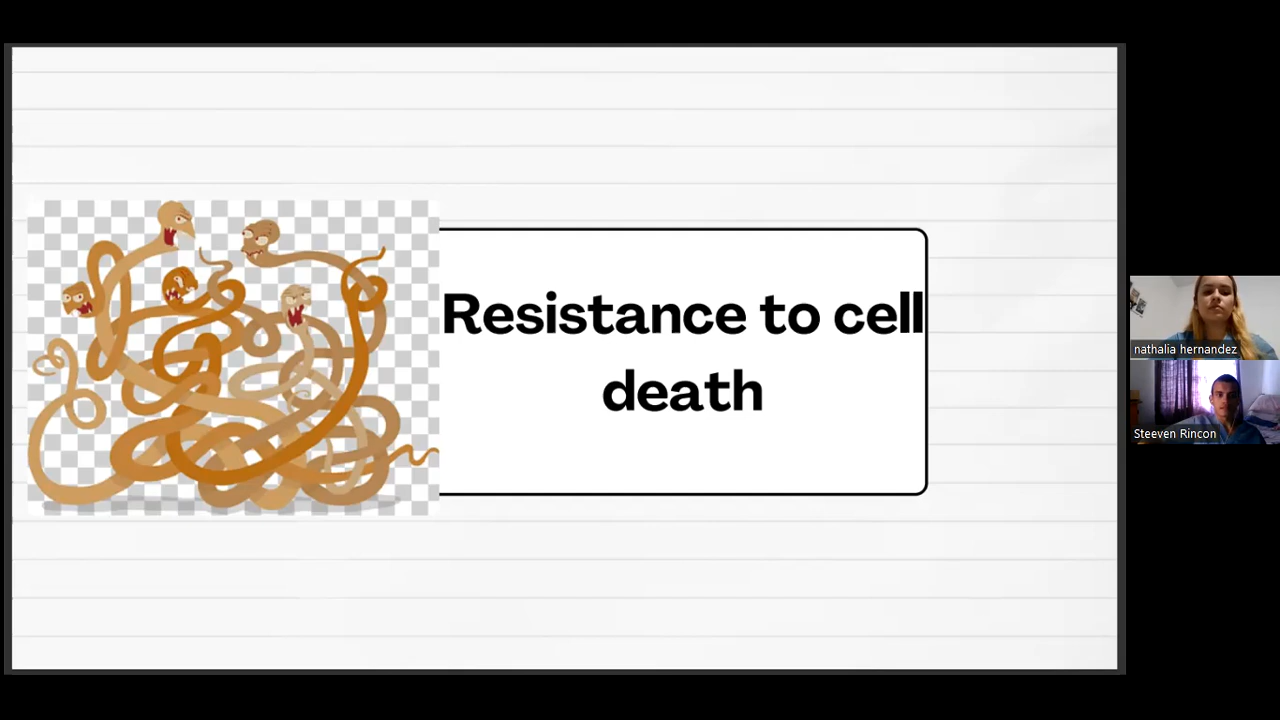 Resistance to cell
death
nathalia hernandez
Steeven Rincon